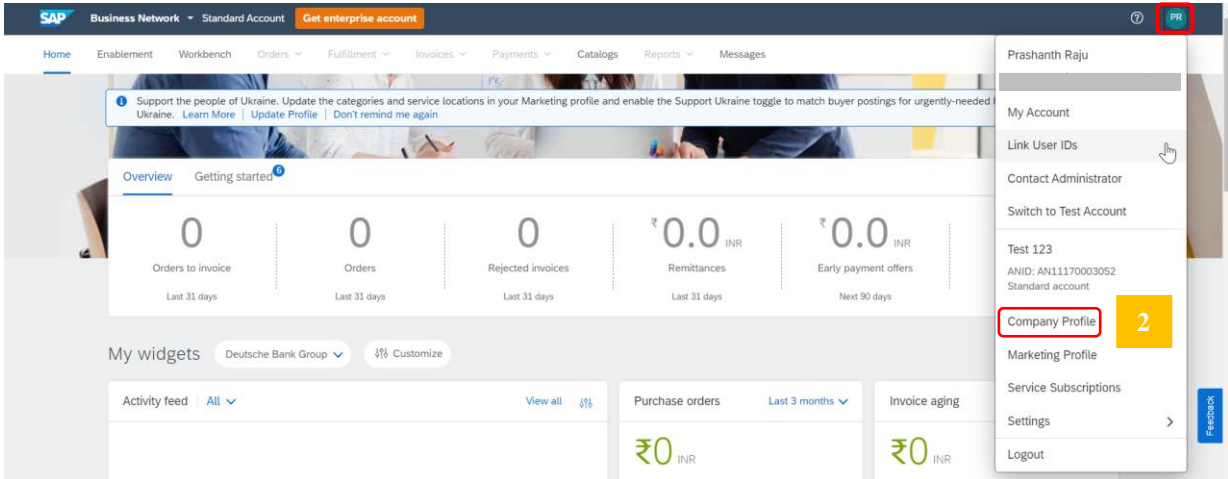 SAP Business Network Standard Account Get enterprise account PR
Home Enablement Workbench Orders Fulfillment Invoices Payments Catalogs Reports Messages
Support the people of Ukraine. Update the categories and service locations in your Marketing profile and enable the Support Ukraine toggle to match buyer postings for urgently-needed
Ukraine. Learn More | Update Profile | Don't remind me again
Overview Getting started 6
0 0 0 ₹0.0 INR ₹0.0 INR
Orders to invoice Orders Rejected invoices Remittances Early payment offers
Last 31 days Last 31 days Last 31 days Last 31 days Next 90 days
My widgets Deutsche Bank Group Customize
Activity feed All View all
Purchase orders Last 3 months
₹0 INR
Invoice aging
₹0 INR
Prashanth Raju
My Account
Link User IDs
Contact Administrator
Switch to Test Account
Test 123
ANID: AN11170003052
Standard account
Company Profile 2
Marketing Profile
Service Subscriptions
Settings
Logout
Feedback